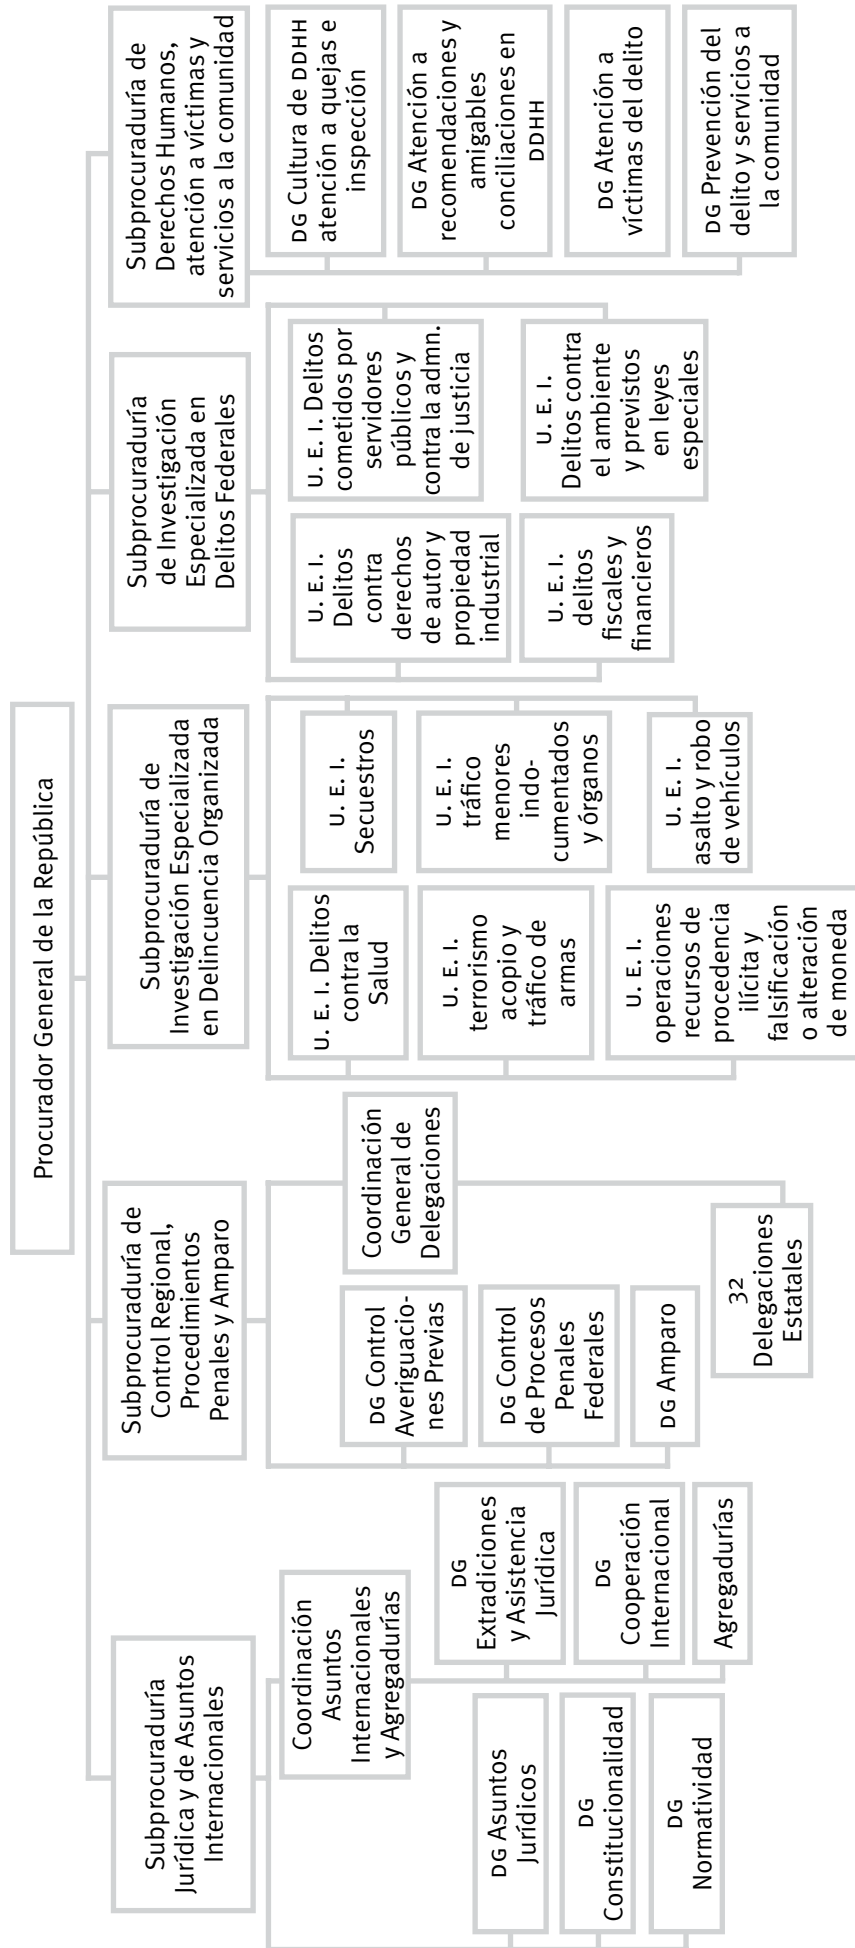 Procurador General de la República
Subprocuraduría
Jurídica y de Asuntos
Internacionales
DG Asuntos
Jurídicos
DG
Constitucionalidad
DG
Normatividad
Coordinación
Asuntos
Internacionales
y Agregadurías
DG
Extradiciones
y Asistencia
Jurídica
DG
Cooperación
Internacional
Agregadurías
Subprocuraduría de
Control Regional,
Procedimientos
Penales y Amparo
DG Control
Averiguacio-
nes Previas
DG Control
de Procesos
Penales
Federales
DG Amparo
Coordinación
General de
Delegaciones
32
Delegaciones
Estatales
Subprocuraduría de
Investigación Especializada
en Delincuencia Organizada
U. E. I. Delitos
contra la
Salud
U. E. I.
terrorismo
acopio y
tráfico de
armas
U. E. I.
operaciones
recursos de
procedencia
ilícita y
falsificación
o alteración
de moneda
U. E. I.
Secuestros
U. E. I.
tráfico
menores
indo-
cumentados
y órganos
U. E. I.
asalto y robo
de vehículos
Subprocuraduría
de Investigación
Especializada en
Delitos Federales
U. E. I.
Delitos
contra
derechos
de autor y
propiedad
industrial
U. E. I.
delitos
fiscales y
financieros
U. E. I. Delitos
cometidos por
servidores
públicos y
contra la admn.
de justicia
U. E. I.
Delitos contra
el ambiente
y previstos
en leyes
especiales
Subprocuraduría de
Derechos Humanos,
atención a víctimas y
servicios a la comunidad
DG Cultura de DDHH
atención a quejas e
inspección
DG Atención a
recomendaciones y
amigables
conciliaciones en
DDHH
DG Atención a
víctimas del delito
DG Prevención del
delito y servicios a
la comunidad